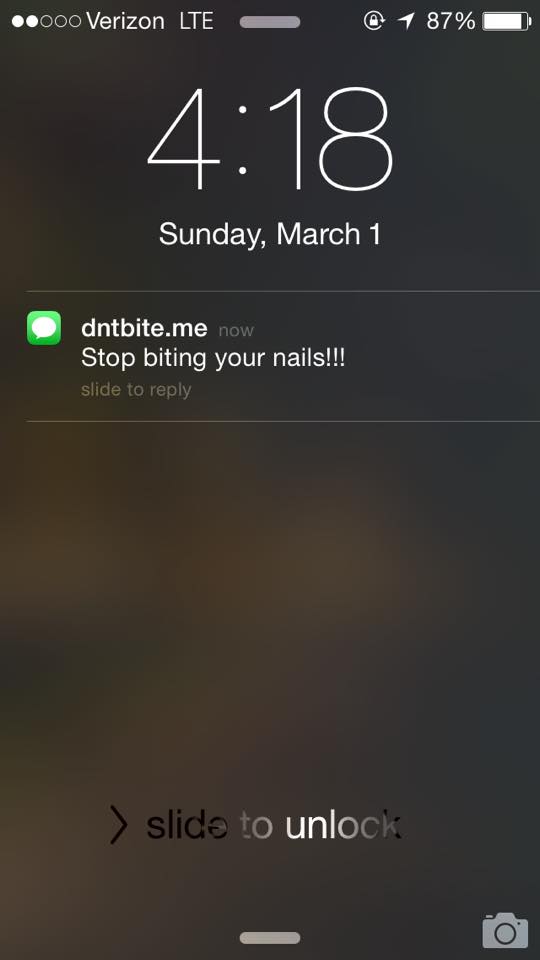 Verizon LTE 87%
4:18
Sunday, March 1
dntbite.me now
Stop biting your nails!!!
slide to reply
slide to unlock